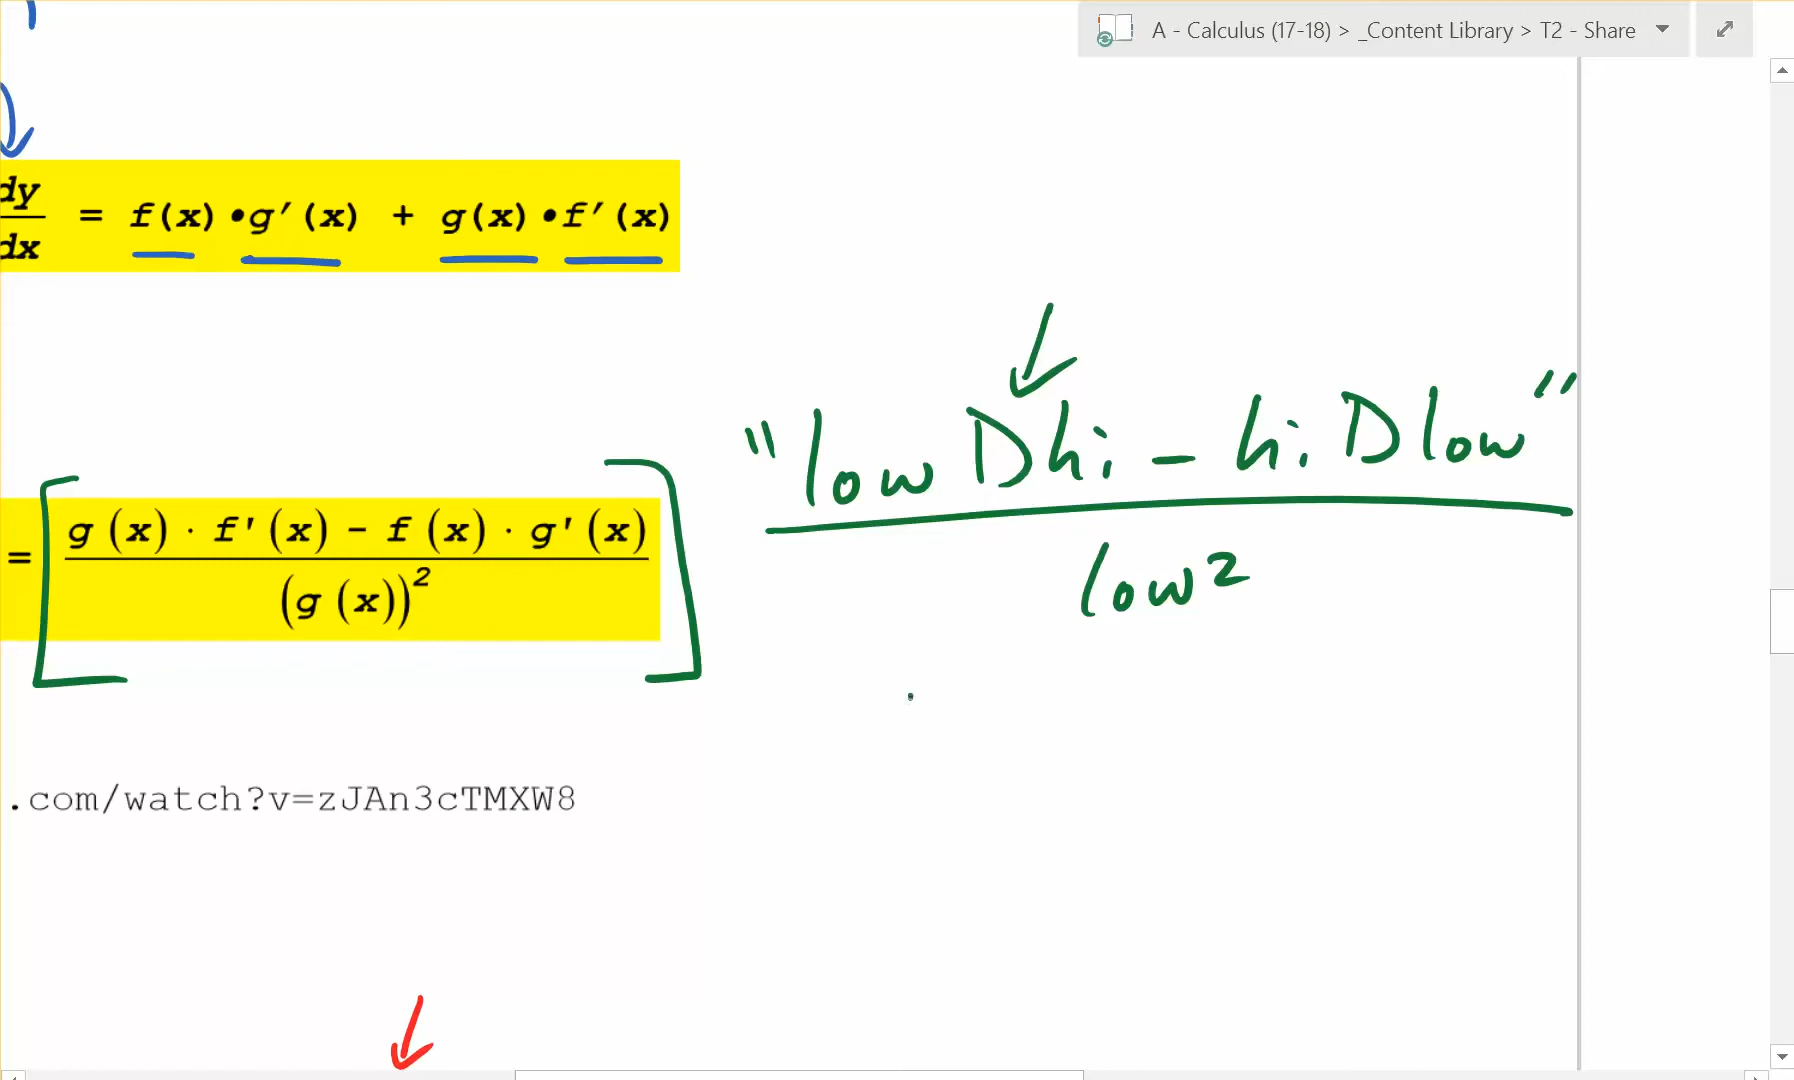 A - Calculus (17-18) > _Content Library > T2 - Share
dy/dx = f(x)•g′(x) + g(x)•f′(x)
"low Dhi - hi Dlow"
low²
= g(x) · f'(x) - f(x) · g'(x)
(g(x))²
.com/watch?v=zJAn3cTMXW8